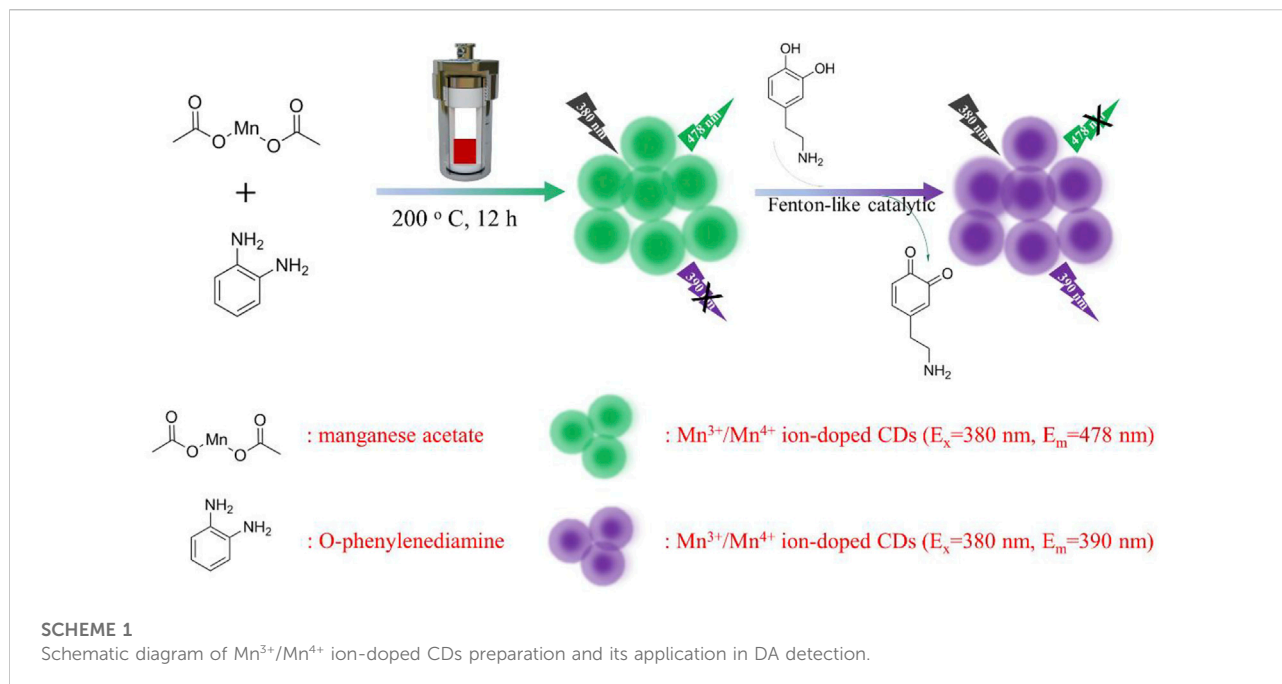 O
O
Mn
O
O
+
NH₂
NH₂
200 º C, 12 h
380 nm
478 nm
390 nm
X
OH
OH
NH₂
Fenton-like catalytic
O
O
NH₂
380 nm
478 nm
X
390 nm
O
O
Mn
O
O
: manganese acetate
: Mn³⁺/Mn⁴⁺ ion-doped CDs (Eₓ=380 nm, Eₘ=478 nm)
NH₂
NH₂
: O-phenylenediamine
: Mn³⁺/Mn⁴⁺ ion-doped CDs (Eₓ=380 nm, Eₘ=390 nm)
SCHEME 1
Schematic diagram of Mn³⁺/Mn⁴⁺ ion-doped CDs preparation and its application in DA detection.